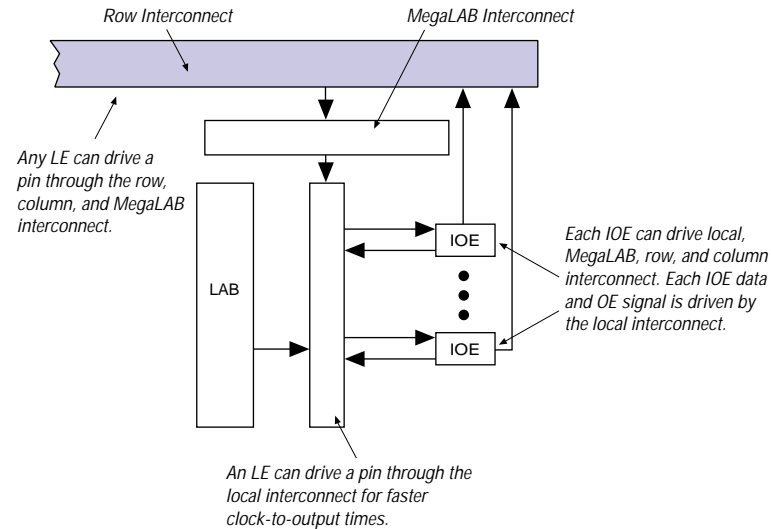 Row Interconnect
MegaLAB Interconnect
Any LE can drive a
pin through the row,
column, and MegaLAB
interconnect.
LAB
IOE
IOE
Each IOE can drive local,
MegaLAB, row, and column
interconnect. Each IOE data
and OE signal is driven by
the local interconnect.
An LE can drive a pin through the
local interconnect for faster
clock-to-output times.